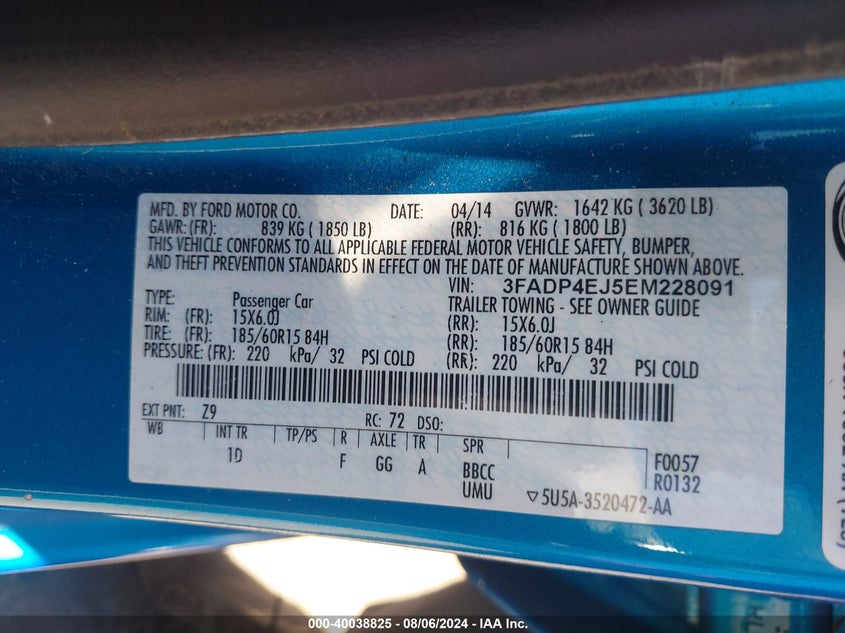 MFD. BY FORD MOTOR CO. DATE: 04/14 GVWR: 1642 KG ( 3620 LB)
GAWR: (FR): 839 KG ( 1850 LB) (RR): 816 KG ( 1800 LB)
THIS VEHICLE CONFORMS TO ALL APPLICABLE FEDERAL MOTOR VEHICLE SAFETY, BUMPER,
AND THEFT PREVENTION STANDARDS IN EFFECT ON THE DATE OF MANUFACTURE SHOWN ABOVE.
VIN: 3FADP4EJ5EM228091
TYPE: Passenger Car TRAILER TOWING - SEE OWNER GUIDE
RIM: (FR): 15X6.0J (RR): 15X6.0J
TIRE: (FR): 185/60R15 84H (RR): 185/60R15 84H
PRESSURE: (FR): 220 kPa/ 32 PSI COLD (RR): 220 kPa/ 32 PSI COLD
EXT PNT: Z9 RC: 72 DSO:
WB INT TR TP/PS R AXLE TR SPR
1D F GG A BBCC F0057
UMU R0132
▽5U5A-3520472-AA
000-40038825 - 08/06/2024 - IAA Inc.